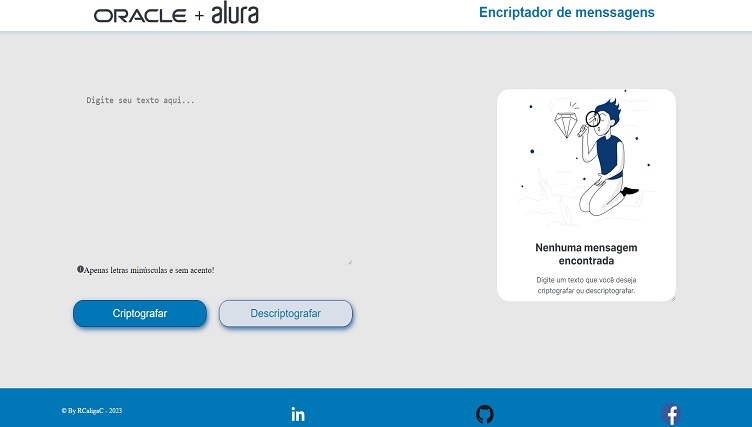 ORACLE + alura
Encriptador de menssagens
Digite seu texto aqui...
Apenas letras minúsculas e sem acento!
Criptografar
Descriptografar
Nenhuma mensagem
encontrada
Digite um texto que você deseja
criptografar ou descriptografar.
© By RCaligaC - 2023
in
f